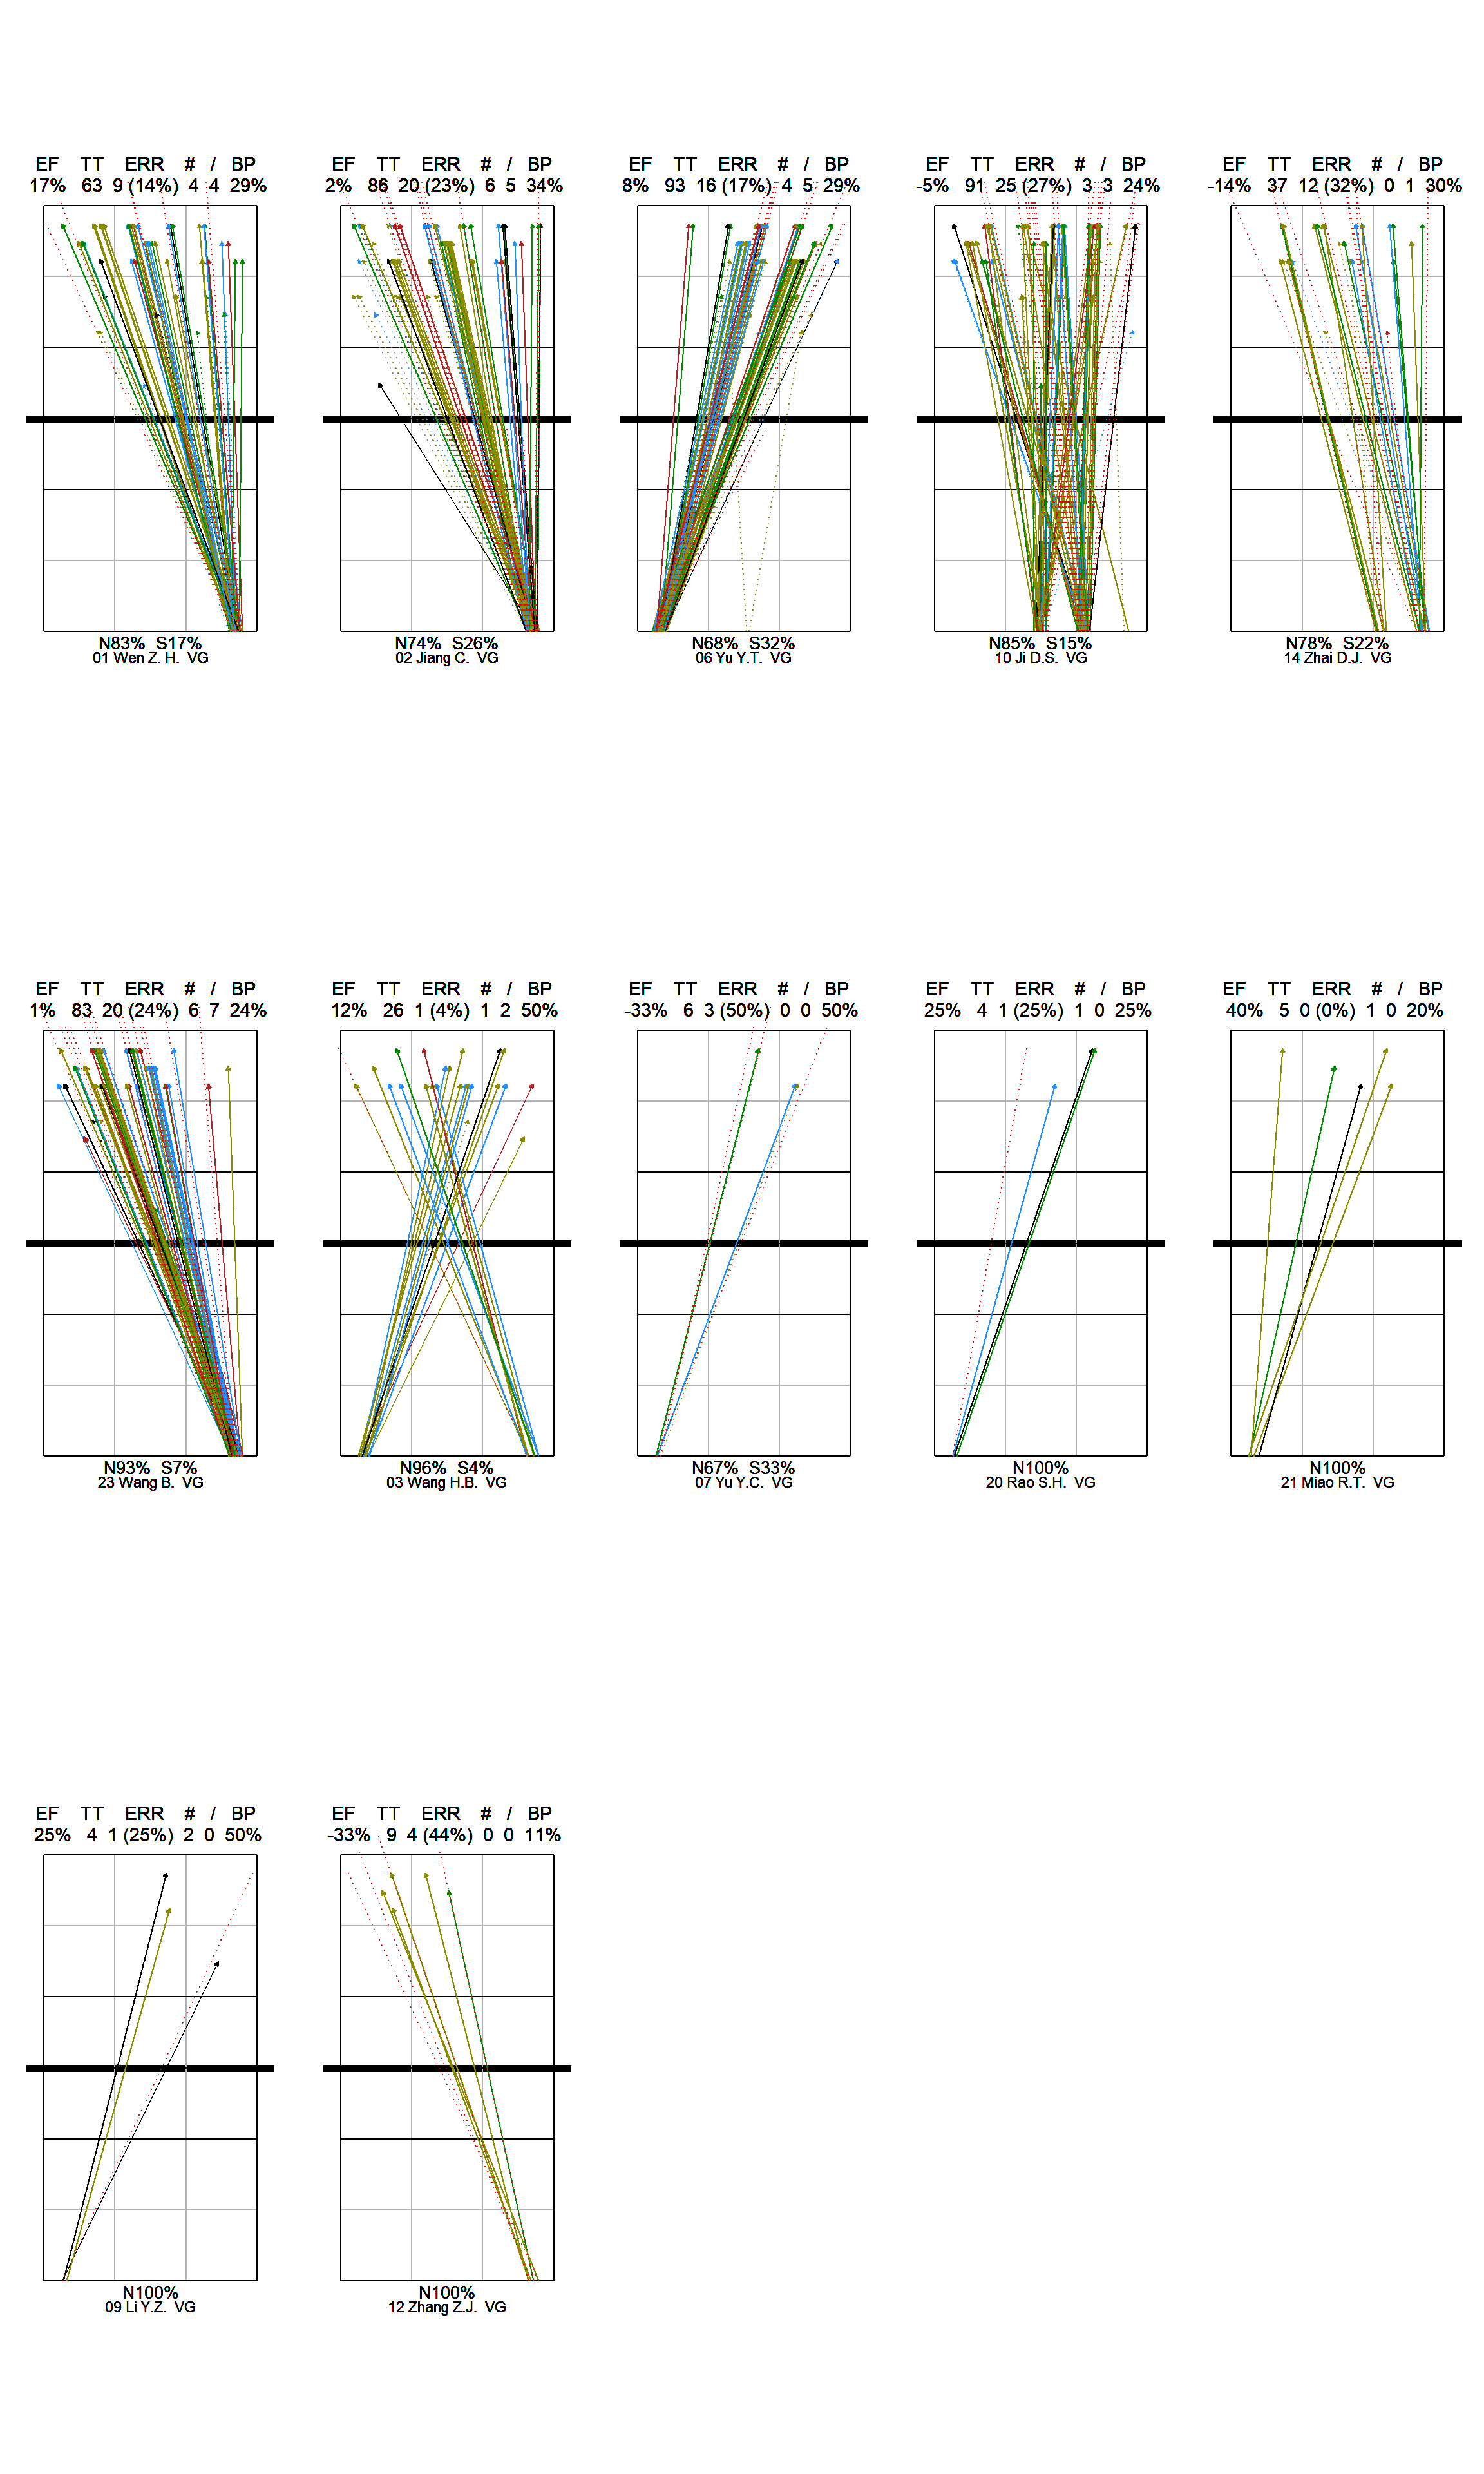 EF TT ERR # / BP
17% 63 9 (14%) 4 4 29%
N83% S17%
01 Wen Z. H. VG
EF TT ERR # / BP
2% 86 20 (23%) 6 5 34%
N74% S26%
02 Jiang C. VG
EF TT ERR # / BP
8% 93 16 (17%) 4 5 29%
N68% S32%
06 Yu Y.T. VG
EF TT ERR # / BP
-5% 91 25 (27%) 3 3 24%
N85% S15%
10 Ji D.S. VG
EF TT ERR # / BP
-14% 37 12 (32%) 0 1 30%
N78% S22%
14 Zhai D.J. VG
EF TT ERR # / BP
1% 83 20 (24%) 6 7 24%
N93% S7%
23 Wang B. VG
EF TT ERR # / BP
12% 26 1 (4%) 1 2 50%
N96% S4%
03 Wang H.B. VG
EF TT ERR # / BP
-33% 6 3 (50%) 0 0 50%
N67% S33%
07 Yu Y.C. VG
EF TT ERR # / BP
25% 4 1 (25%) 1 0 25%
N100%
20 Rao S.H. VG
EF TT ERR # / BP
40% 5 0 (0%) 1 0 20%
N100%
21 Miao R.T. VG
EF TT ERR # / BP
25% 4 1 (25%) 2 0 50%
N100%
09 Li Y.Z. VG
EF TT ERR # / BP
-33% 9 4 (44%) 0 0 11%
N100%
12 Zhang Z.J. VG